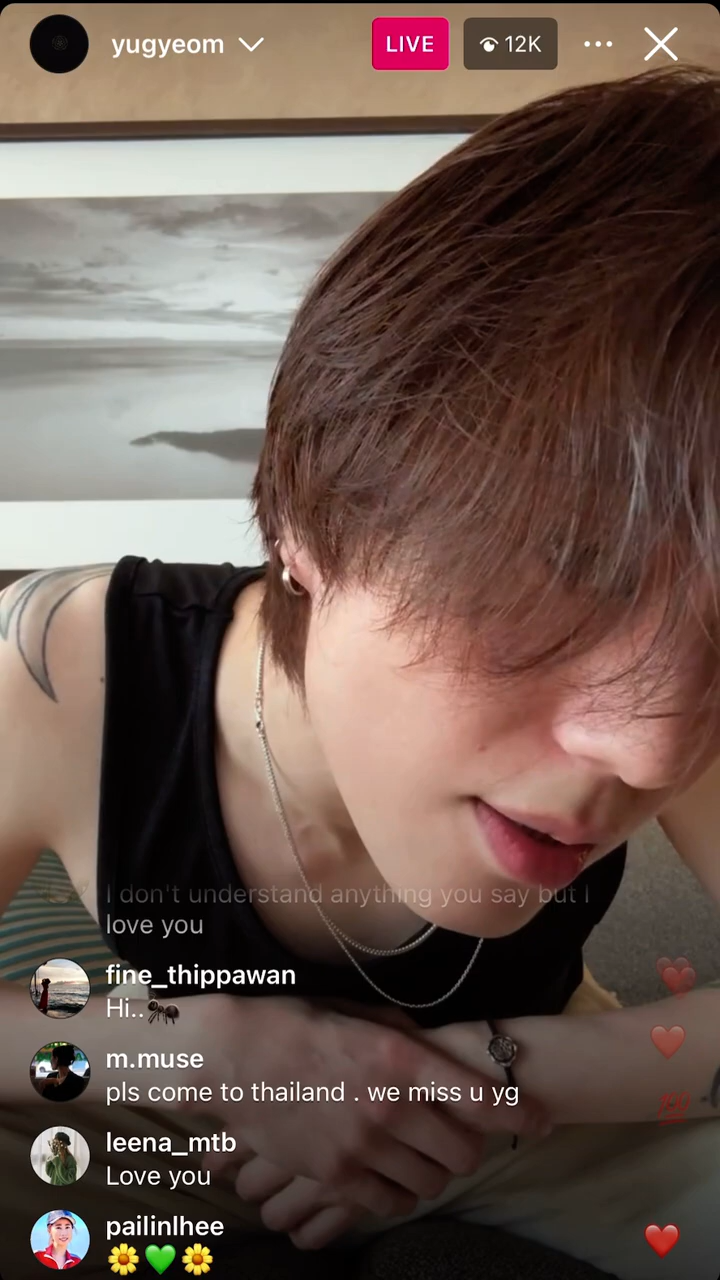 yugyeom
LIVE
12K
I don't understand anything you say but I
love you
fine_thippawan
Hi..🐜
m.muse
pls come to thailand . we miss u yg
leena_mtb
Love you
pailinlhee
🌼💚🌼
💯